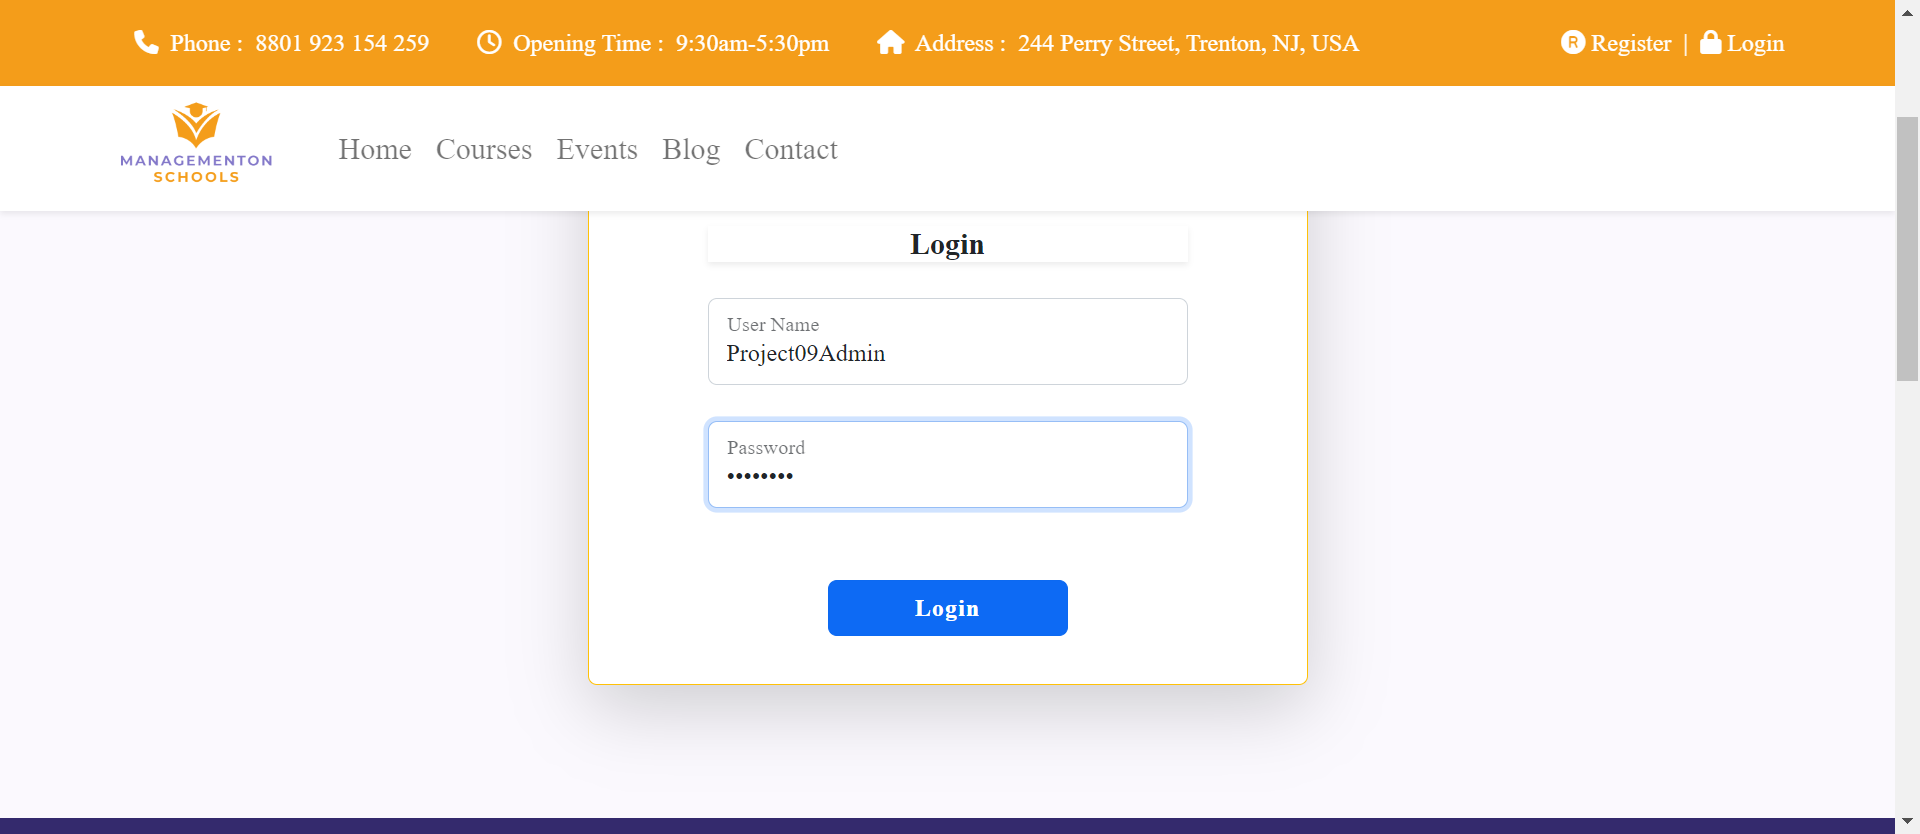 Phone : 8801 923 154 259 Opening Time : 9:30am-5:30pm Address : 244 Perry Street, Trenton, NJ, USA Register | Login
MANAGEMENTON
SCHOOLS
Home Courses Events Blog Contact
Login
User Name
Project09Admin
Password
••••••••
Login